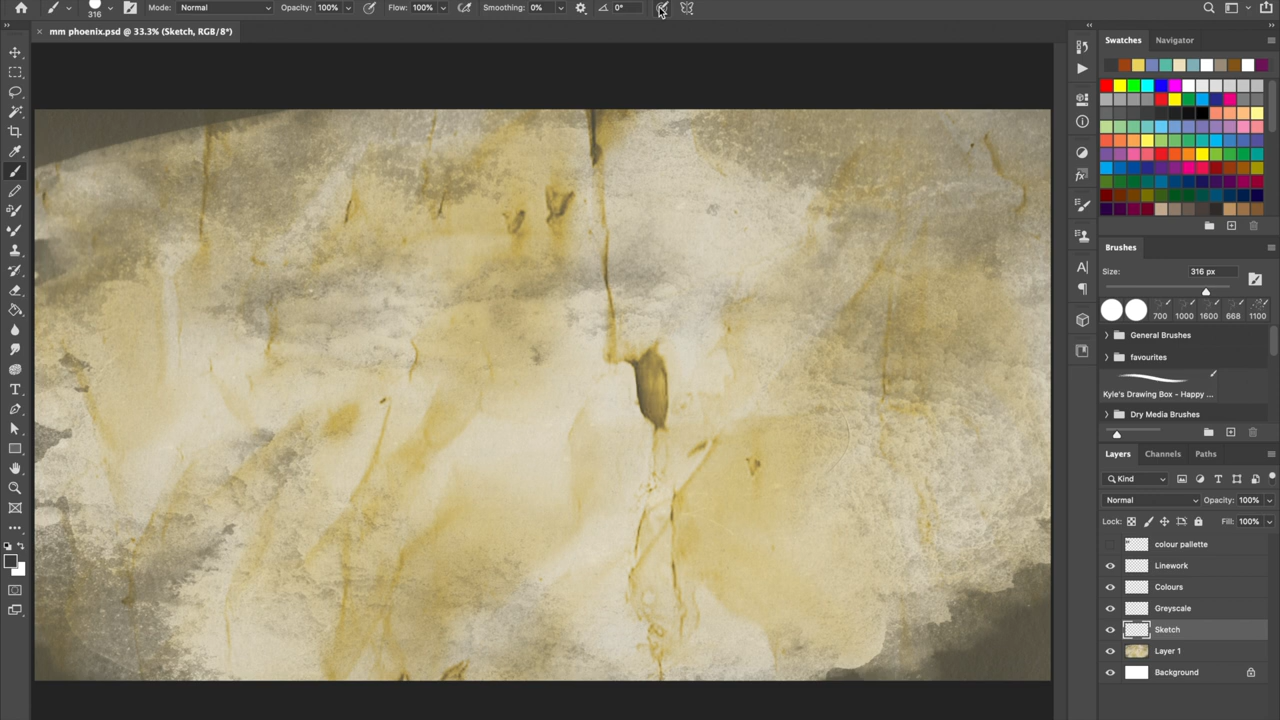 316 Mode: Normal Opacity: 100% Flow: 100% Smoothing: 0% 0°
mm phoenix.psd @ 33.3% (Sketch, RGB/8*)
Swatches Navigator
Brushes
Size: 316 px
700 1000 1600 668 1100
General Brushes
favourites
Kyle's Drawing Box - Happy ...
Dry Media Brushes
Layers Channels Paths
Kind
Normal Opacity: 100%
Lock: Fill: 100%
colour pallette
Linework
Colours
Greyscale
Sketch
Layer 1
Background